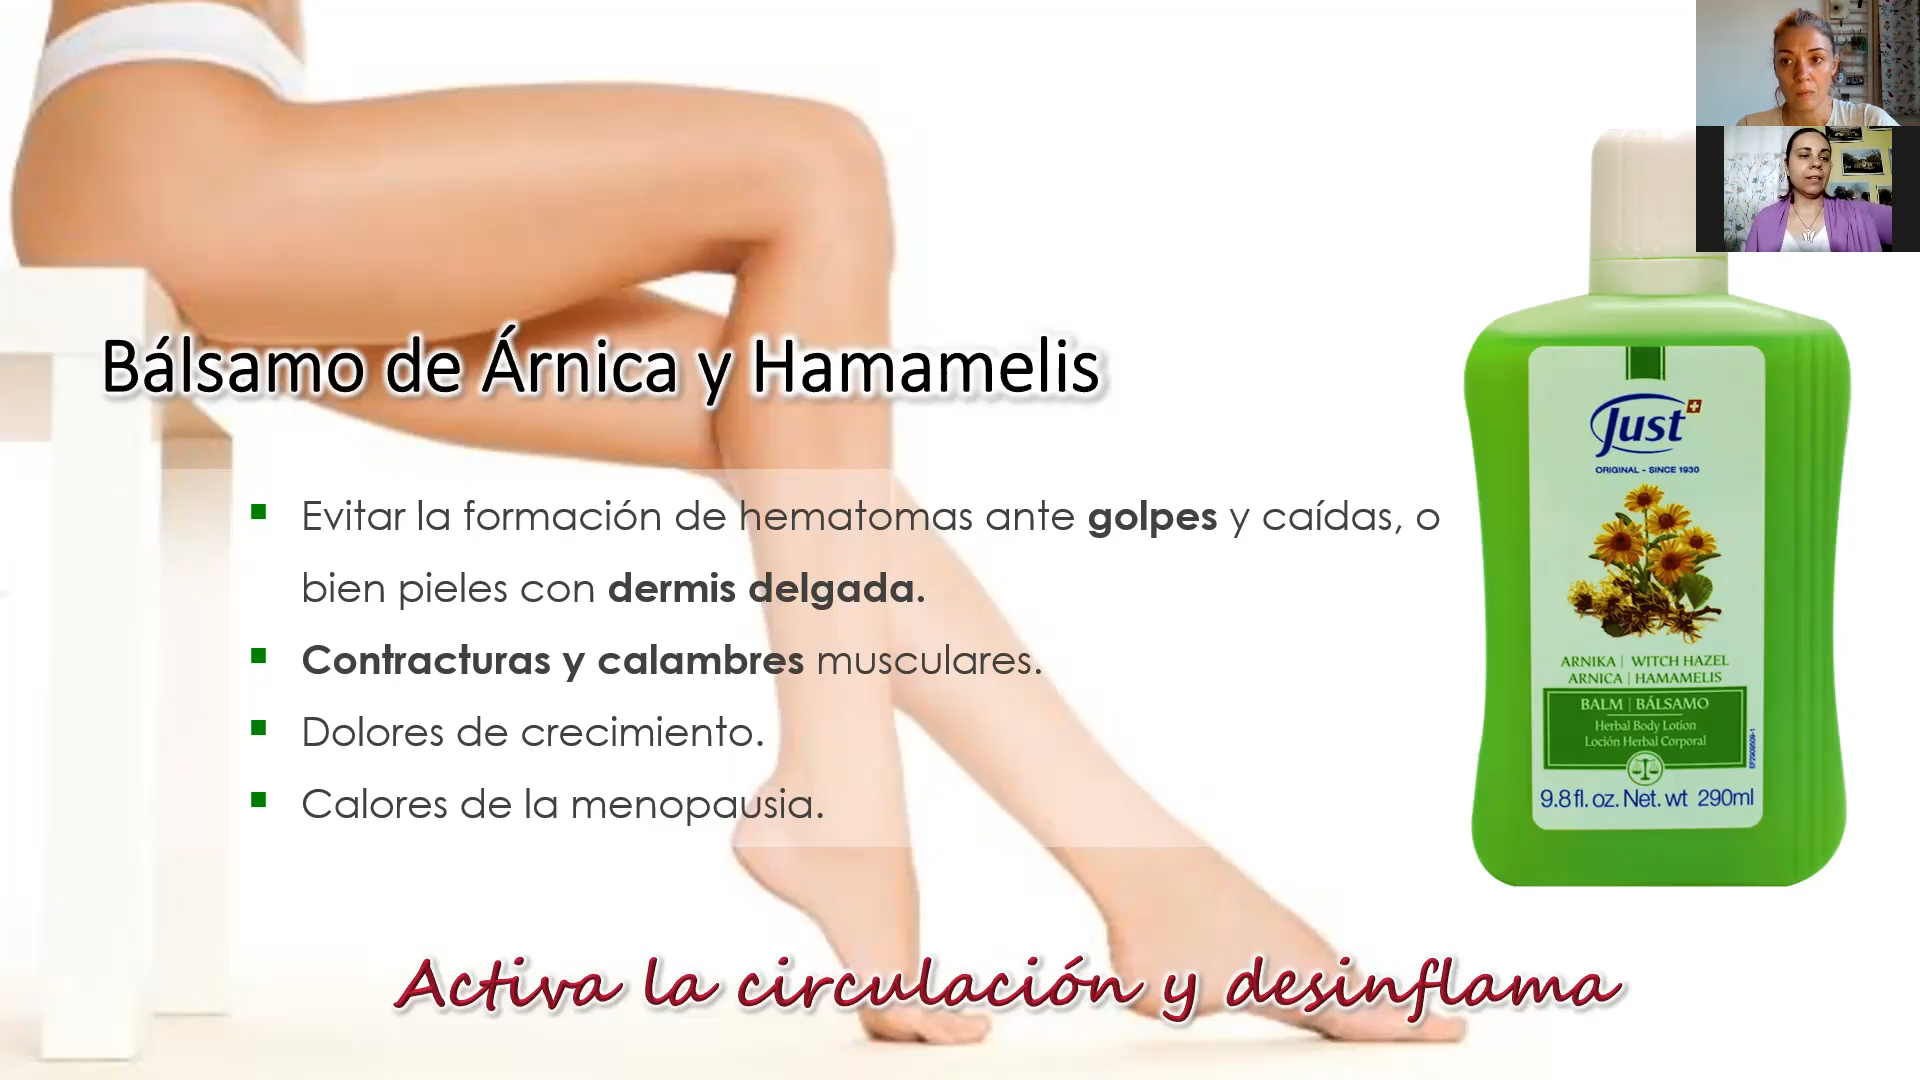 Bálsamo de Árnica y Hamamelis
Evitar la formación de hematomas ante golpes y caídas, o
bien pieles con dermis delgada.
Contracturas y calambres musculares.
Dolores de crecimiento.
Calores de la menopausia.
Activa la circulación y desinflama
Just
ORIGINAL - SINCE 1930
ARNIKA | WITCH HAZEL
ARNICA | HAMAMELIS
BALM | BÁLSAMO
Herbal Body Lotion
Loción Herbal Corporal
9.8 fl. oz. Net. wt 290ml